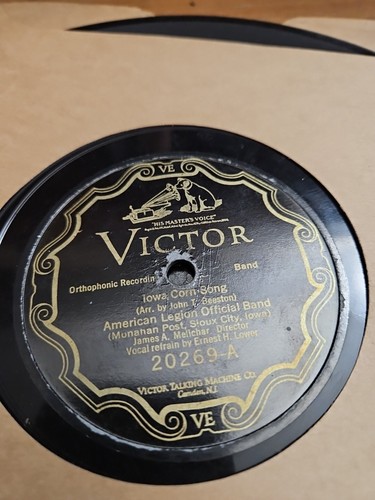 VE
"HIS MASTER'S VOICE"
VICTOR
Orthophonic Recording Band
Iowa Corn Song
(Arr. by John T. Beeston)
American Legion Official Band
(Monahan Post, Sioux City, Iowa)
James A. Melichar Director
Vocal refrain by Ernest H.
20269-A
VICTOR TALKING MACHINE CO.
Camden, N.J.
VE